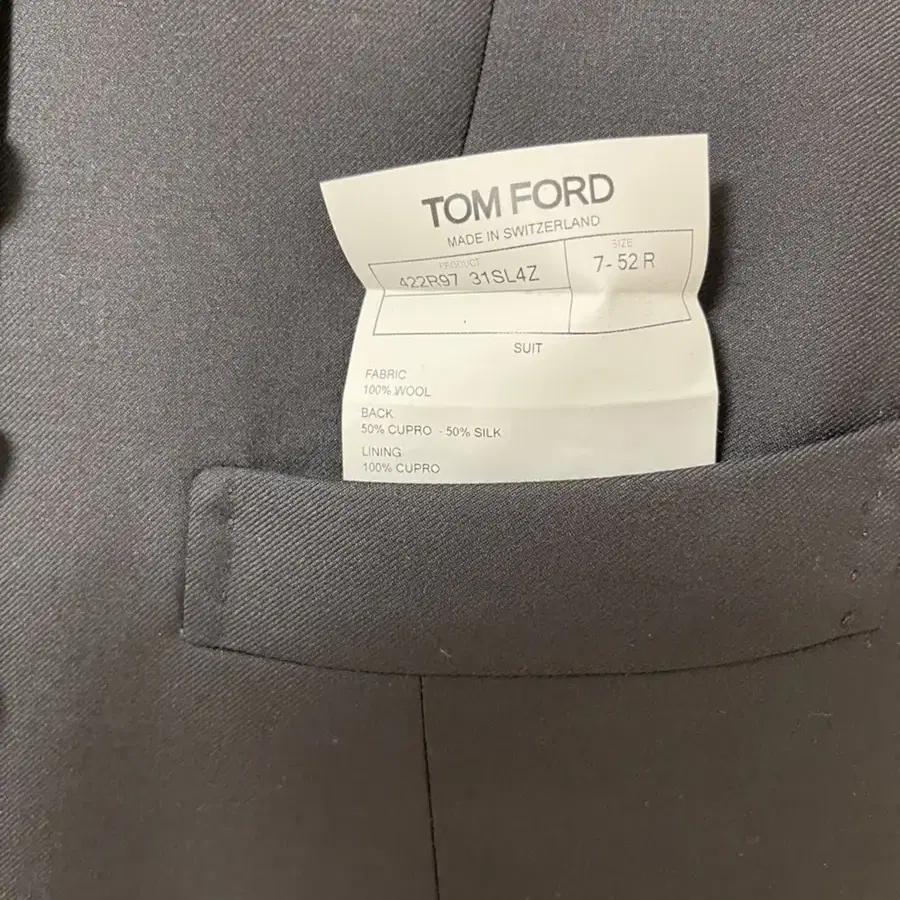 TOM FORD
MADE IN SWITZERLAND
PRODUCT SIZE
422R97 31SL4Z 7-52 R
SUIT
FABRIC
100% WOOL
BACK
50% CUPRO - 50% SILK
LINING
100% CUPRO